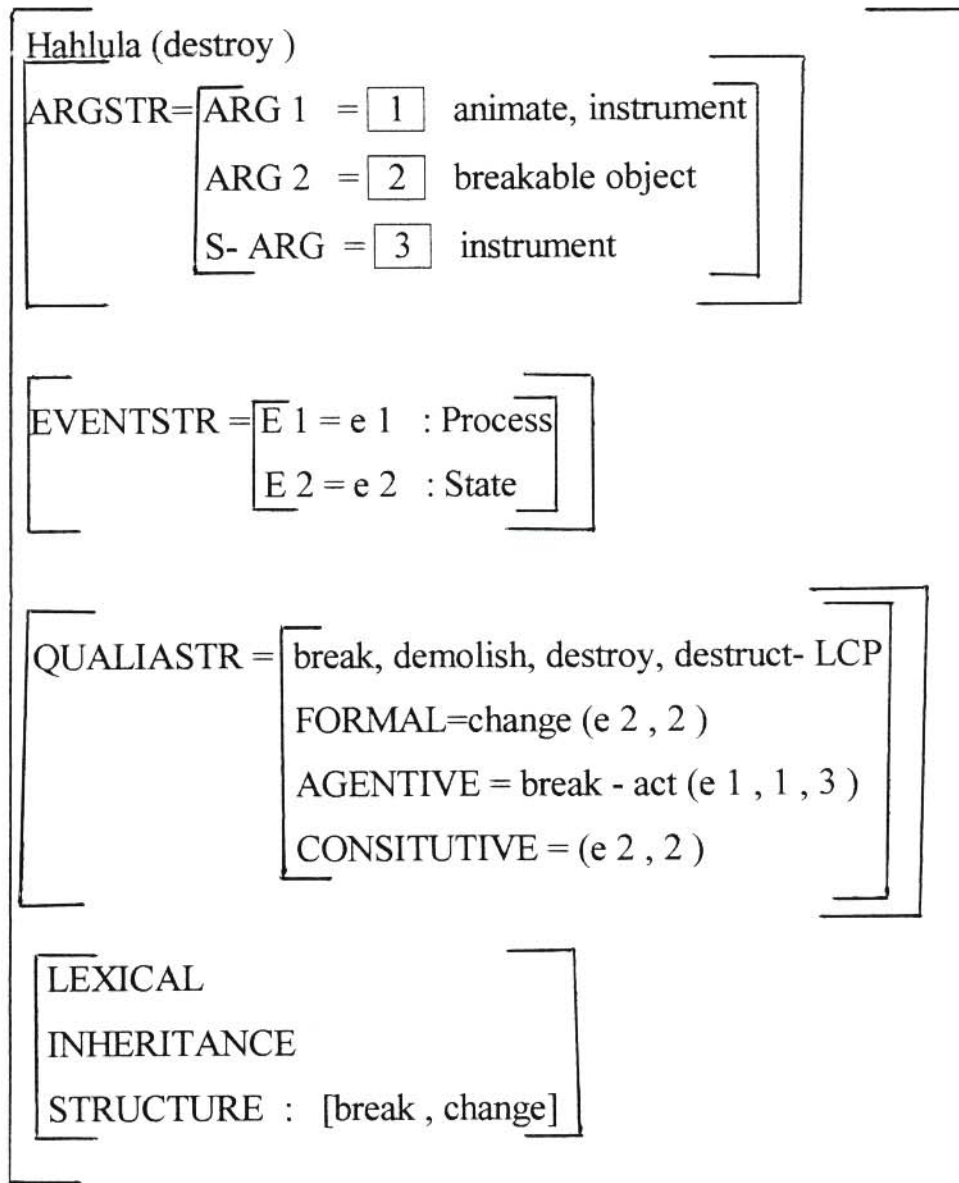 Hahlula (destroy )
ARGSTR= ARG 1 = 1 animate, instrument
ARG 2 = 2 breakable object
S- ARG = 3 instrument
EVENTSTR = E 1 = e 1 : Process
E 2 = e 2 : State
QUALIASTR = break, demolish, destroy, destruct- LCP
FORMAL=change (e 2 , 2 )
AGENTIVE = break - act (e 1 , 1 , 3 )
CONSITUTIVE = (e 2 , 2 )
LEXICAL
INHERITANCE
STRUCTURE : [break , change]